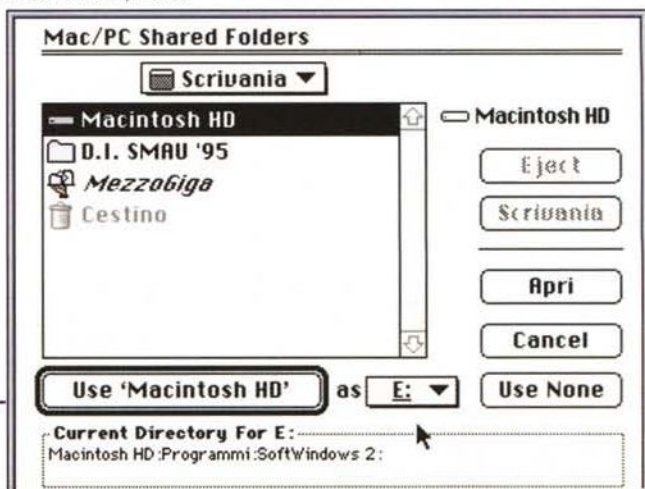 Mac/PC Shared Folders
Scrivania
Macintosh HD
Macintosh HD
D.I. SMAU '95
MezzoGiga
Cestino
Eject
Scrivania
Apri
Cancel
Use 'Macintosh HD' as E: Use None
Current Directory For E:
Macintosh HD:Programmi:SoftWindows 2: